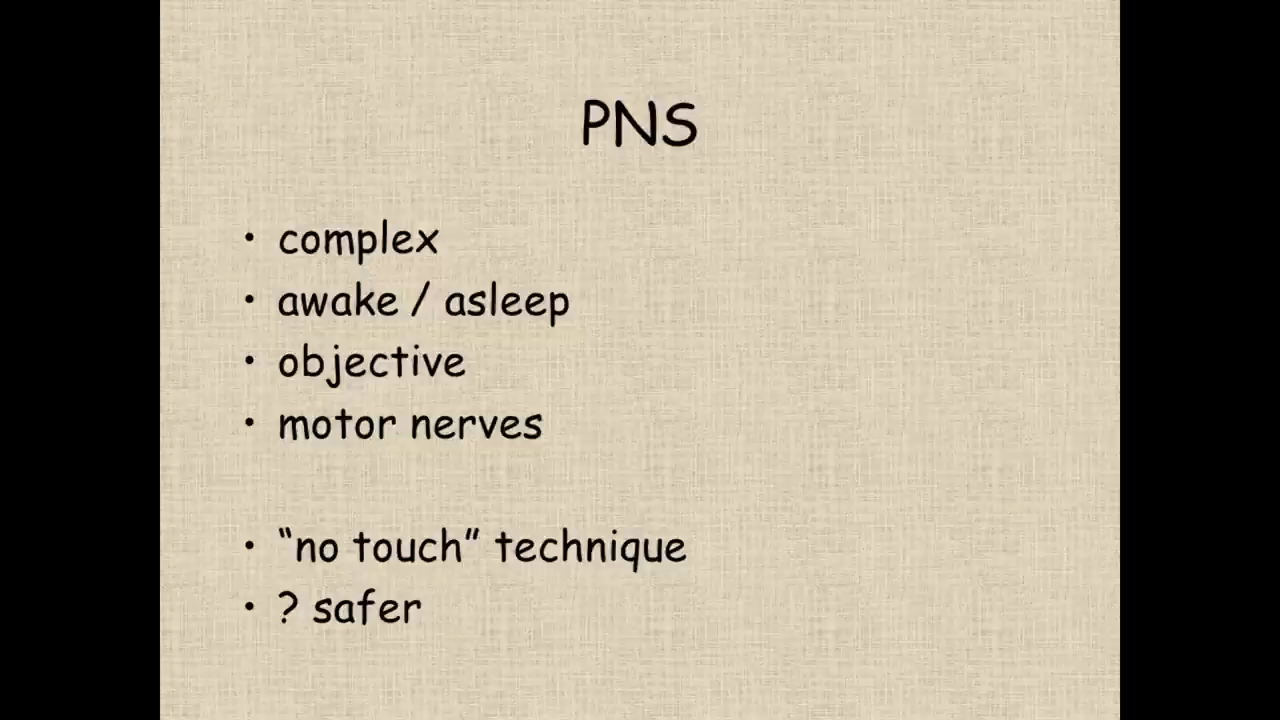 PNS
• complex
• awake / asleep
• objective
• motor nerves
• “no touch” technique
• ? safer